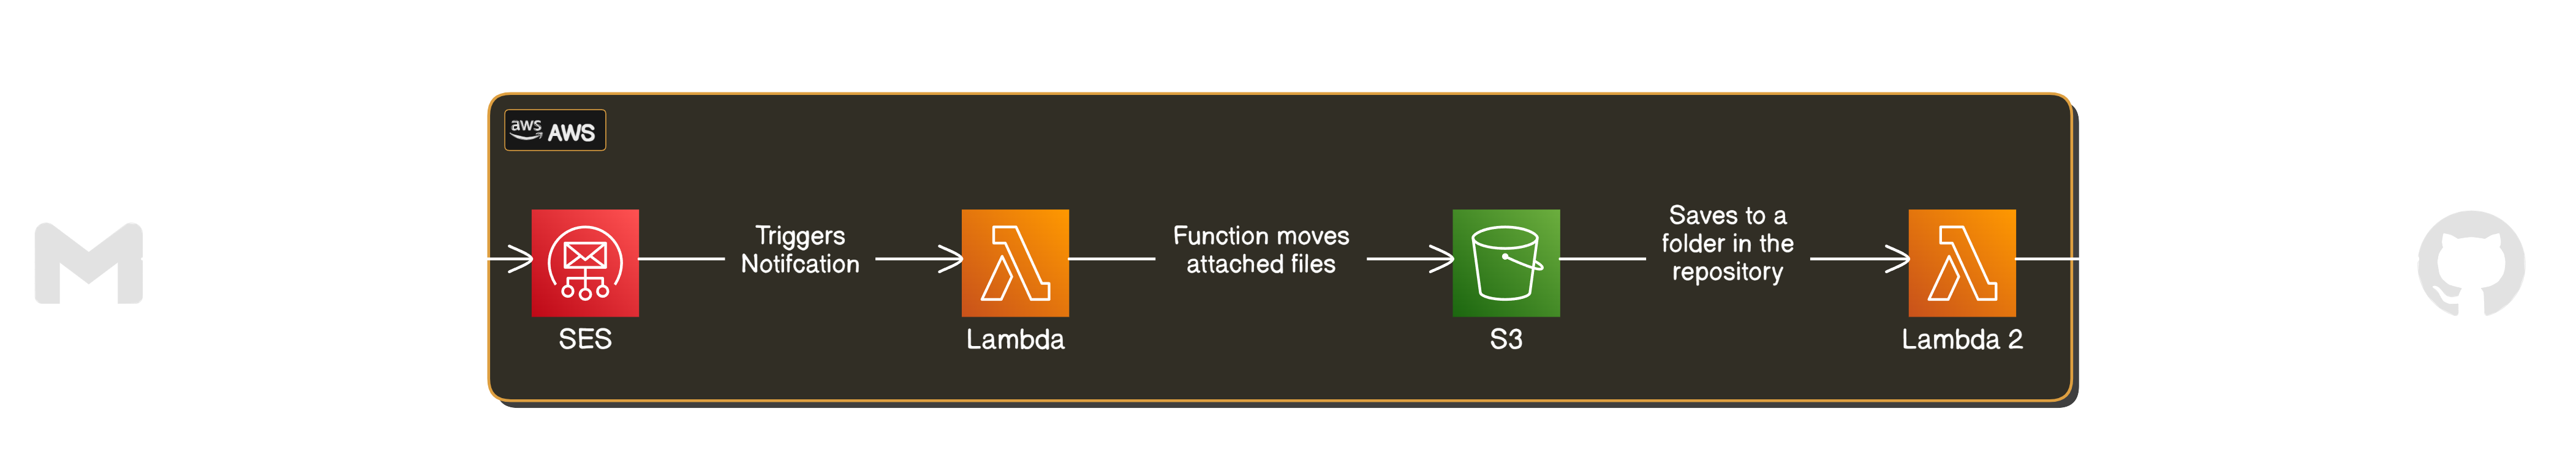 aws AWS
Triggers
Notifcation
Function moves
attached files
Saves to a
folder in the
repository
SES
Lambda
S3
Lambda 2